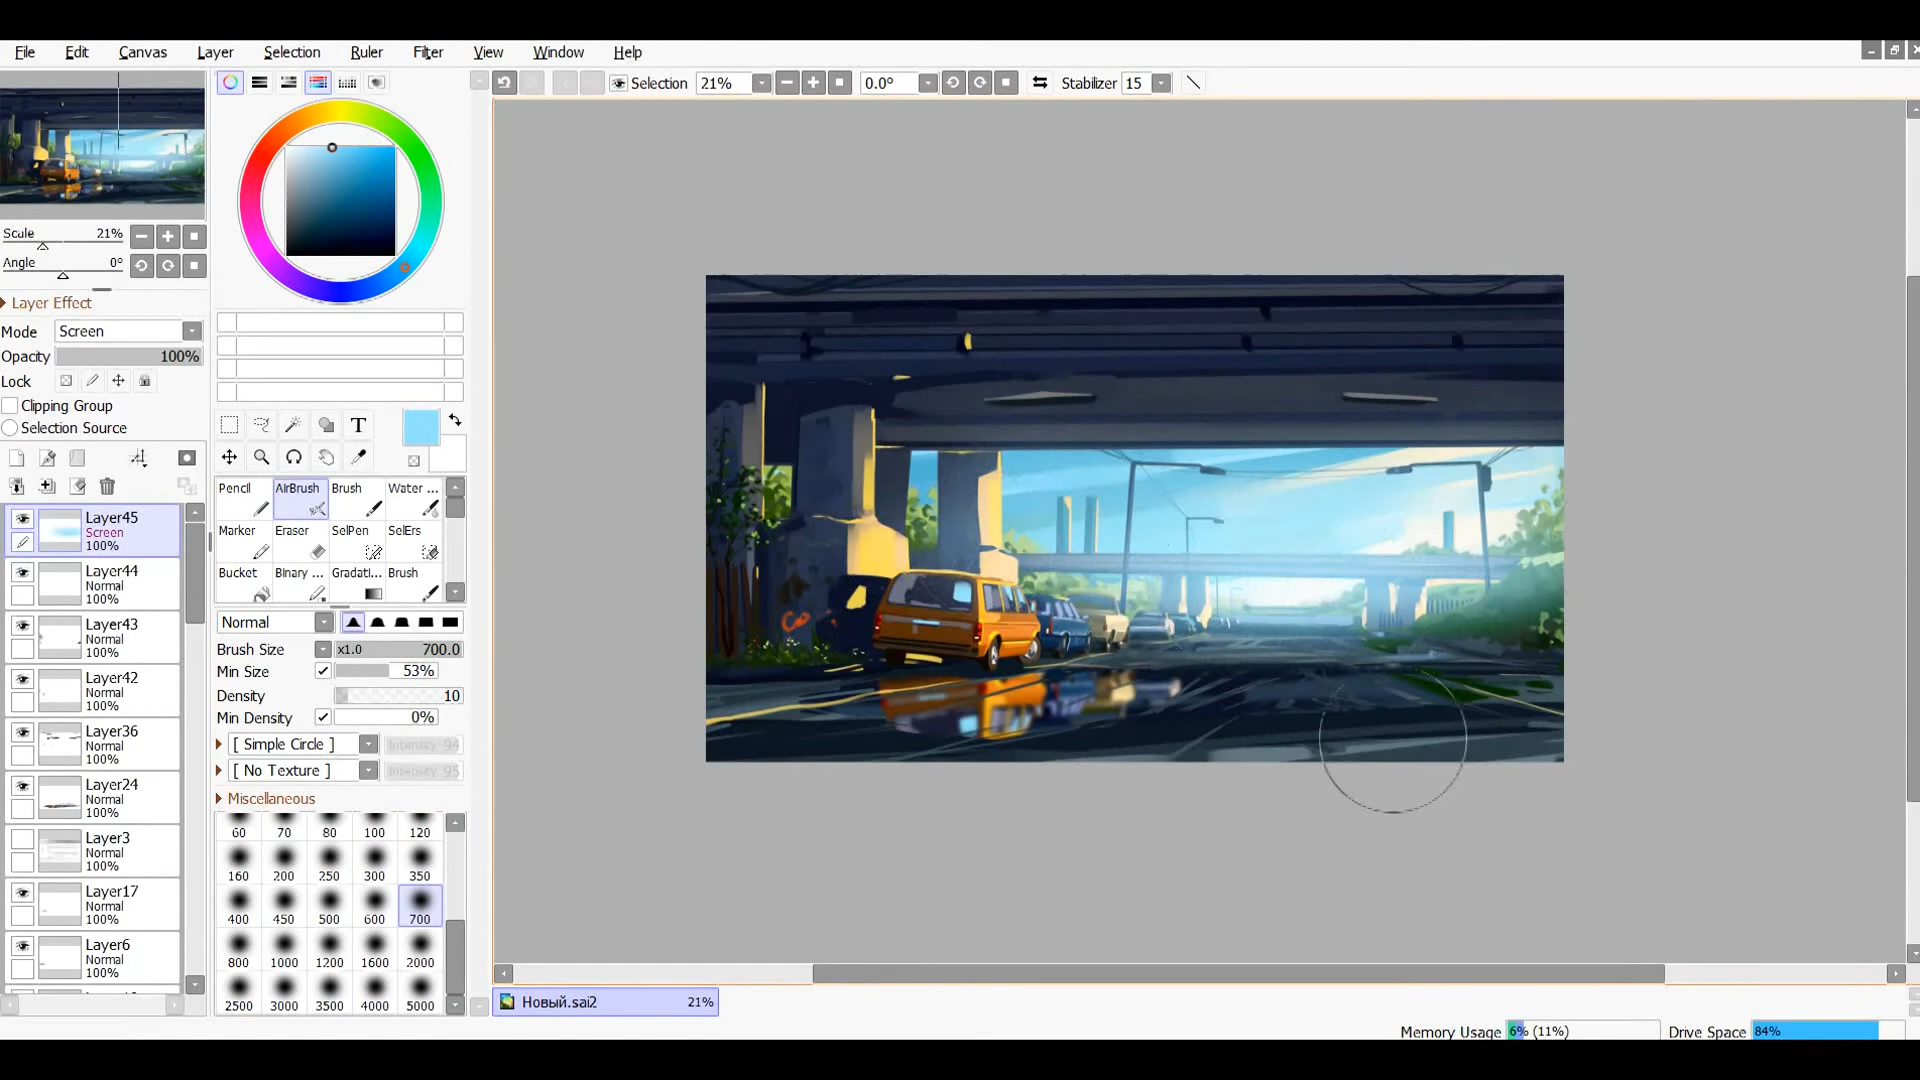 File Edit Canvas Layer Selection Ruler Filter View Window Help
Selection 21% 0.0° Stabilizer 15
Scale 21%
Angle 0°
Layer Effect
Mode Screen
Opacity 100%
Lock
Clipping Group
Selection Source
Layer45
Screen
100%
Layer44
Normal
100%
Layer43
Normal
100%
Layer42
Normal
100%
Layer36
Normal
100%
Layer24
Normal
100%
Layer3
Normal
100%
Layer17
Normal
100%
Layer6
Normal
100%
T
Pencil AirBrush Brush Water ...
Marker Eraser SelPen SelErs
Bucket Binary ... Gradati... Brush
Normal
Brush Size x1.0 700.0
Min Size 53%
Density 10
Min Density 0%
[ Simple Circle ] Intensity 94
[ No Texture ] Intensity 95
Miscellaneous
60 70 80 100 120
160 200 250 300 350
400 450 500 600 700
800 1000 1200 1600 2000
2500 3000 3500 4000 5000
Новый.sai2 21%
Memory Usage 6% (11%) Drive Space 84%